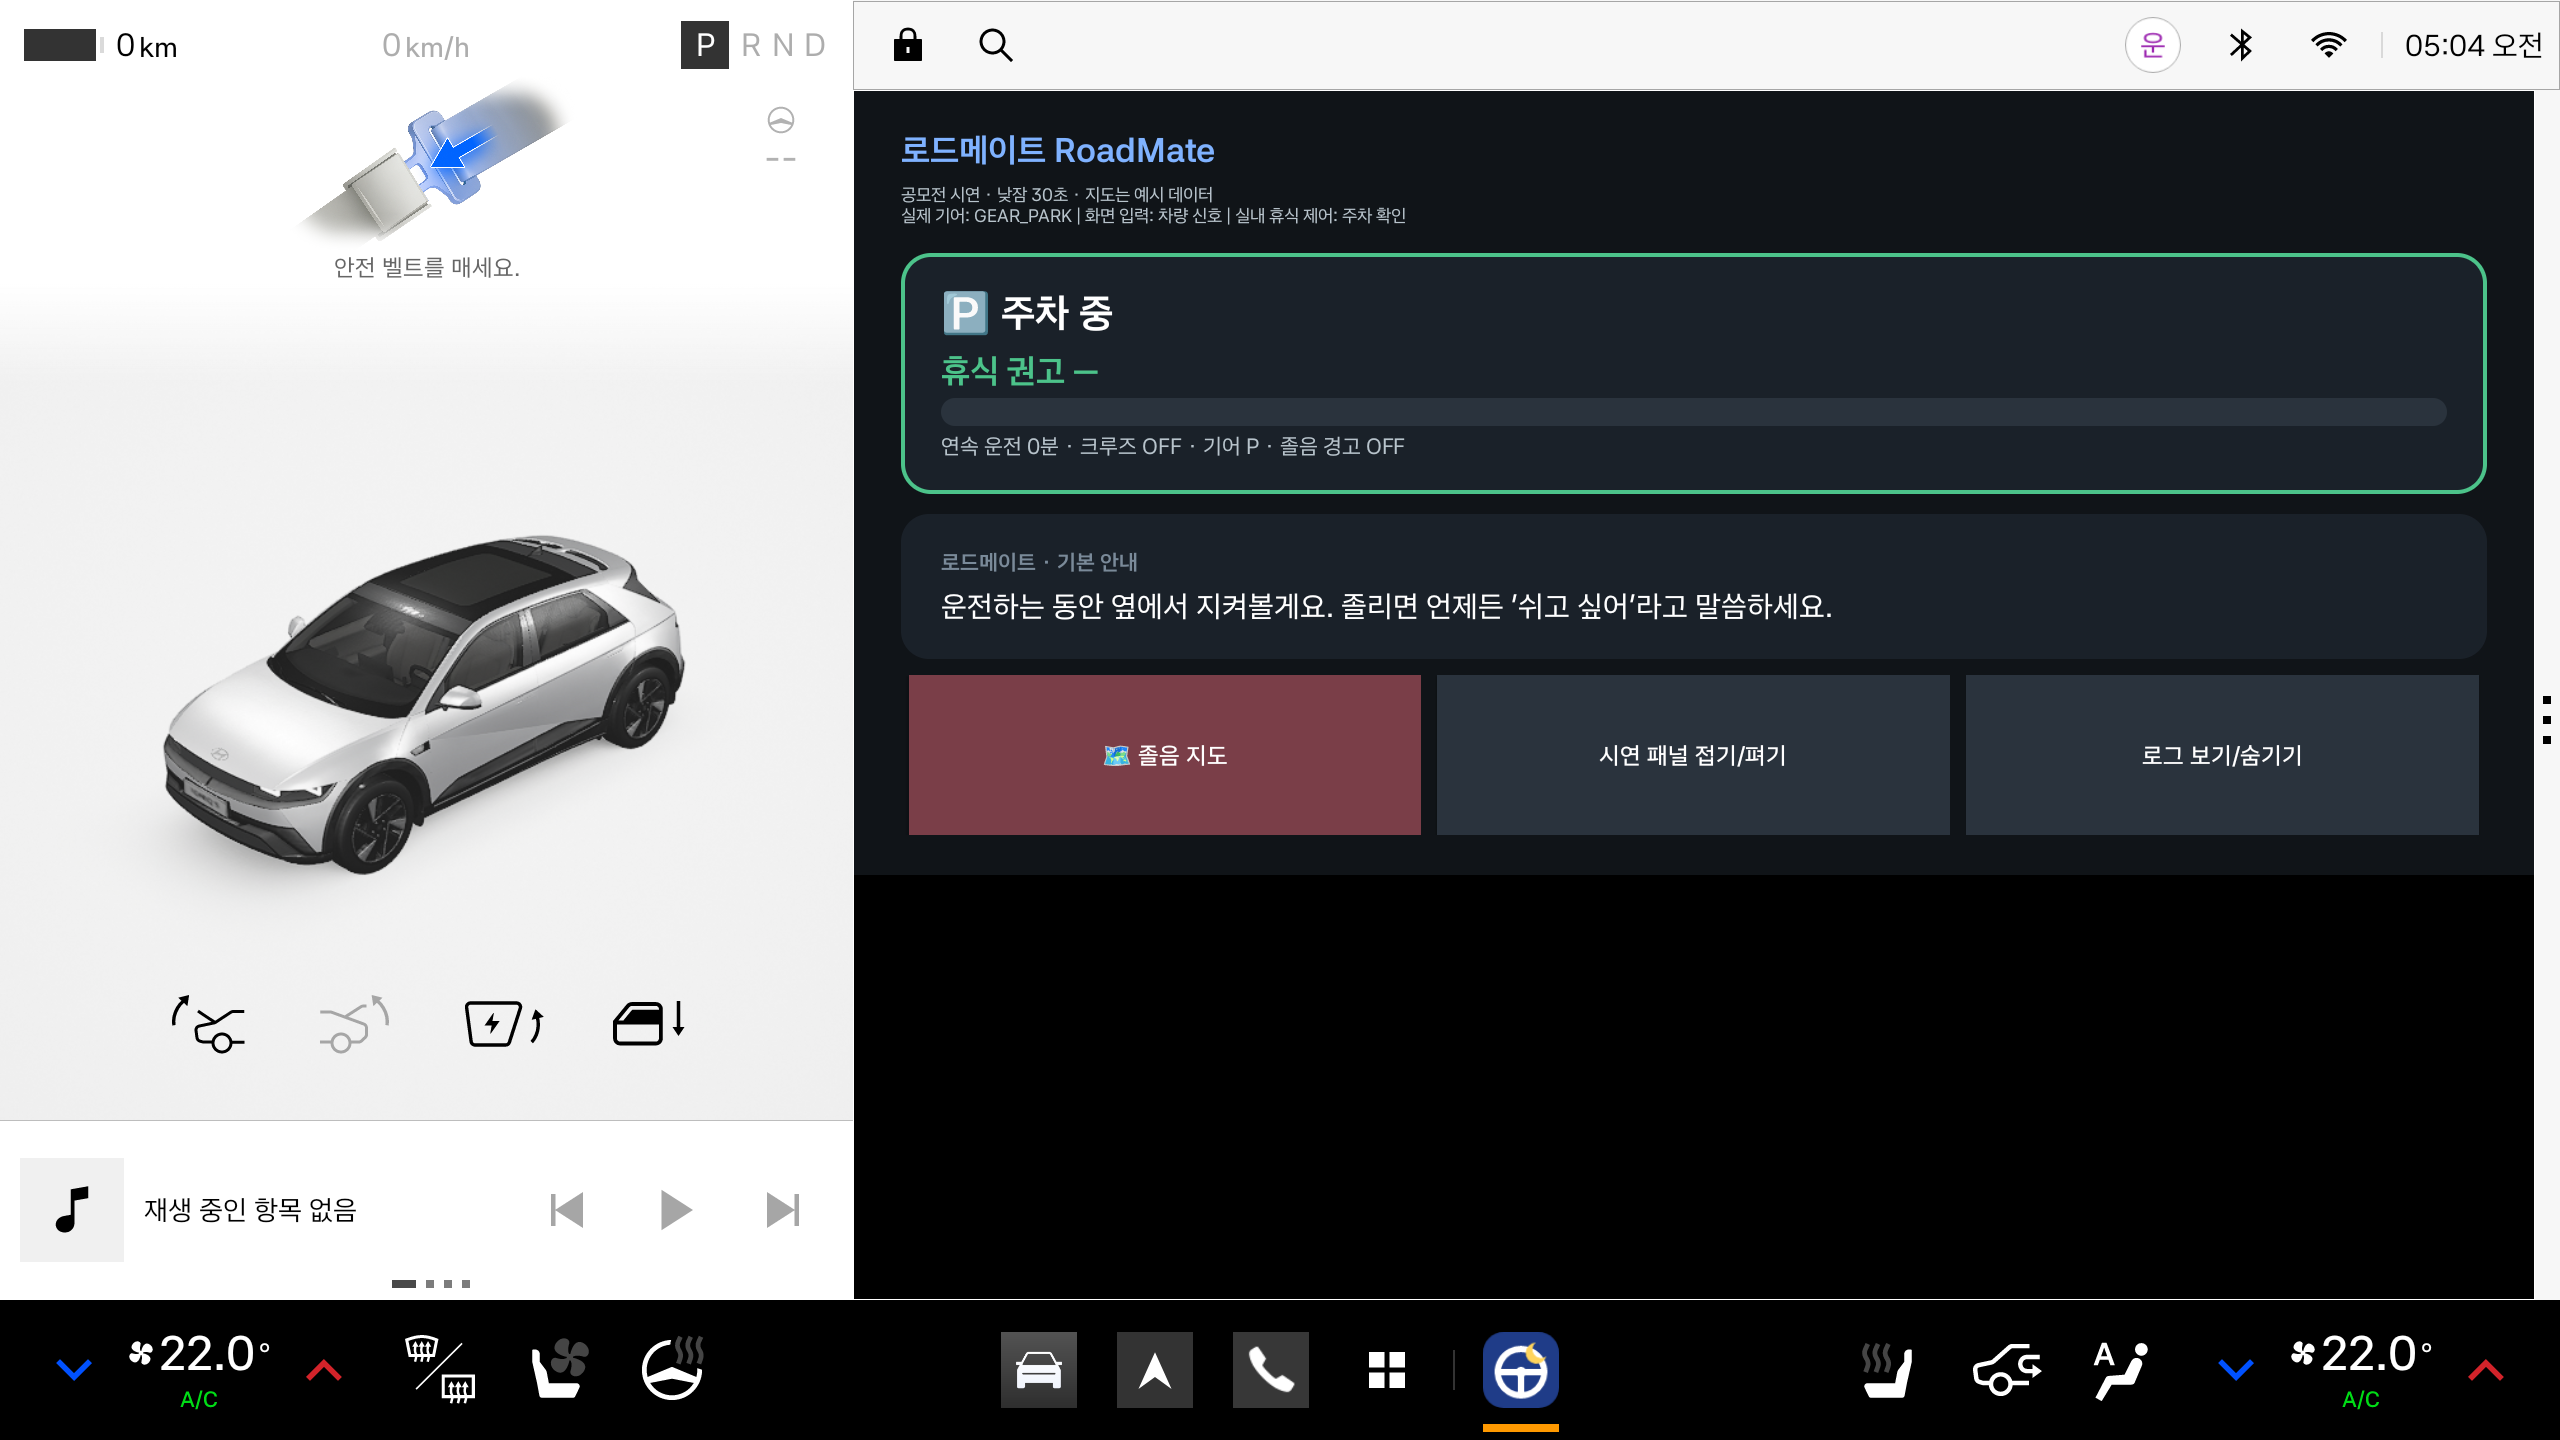 0 km
0 km/h
P R N D
안전 벨트를 매세요.
재생 중인 항목 없음
운
05:04 오전
로드메이트 RoadMate
공모전 시연 · 낮잠 30초 · 지도는 예시 데이터
실제 기어: GEAR_PARK | 화면 입력: 차량 신호 | 실내 휴식 제어: 주차 확인
P 주차 중
휴식 권고 —
연속 운전 0분 · 크루즈 OFF · 기어 P · 졸음 경고 OFF
로드메이트 · 기본 안내
운전하는 동안 옆에서 지켜볼게요. 졸리면 언제든 '쉬고 싶어'라고 말씀하세요.
졸음 지도
시연 패널 접기/펴기
로그 보기/숨기기
22.0°
A/C
A
22.0°
A/C